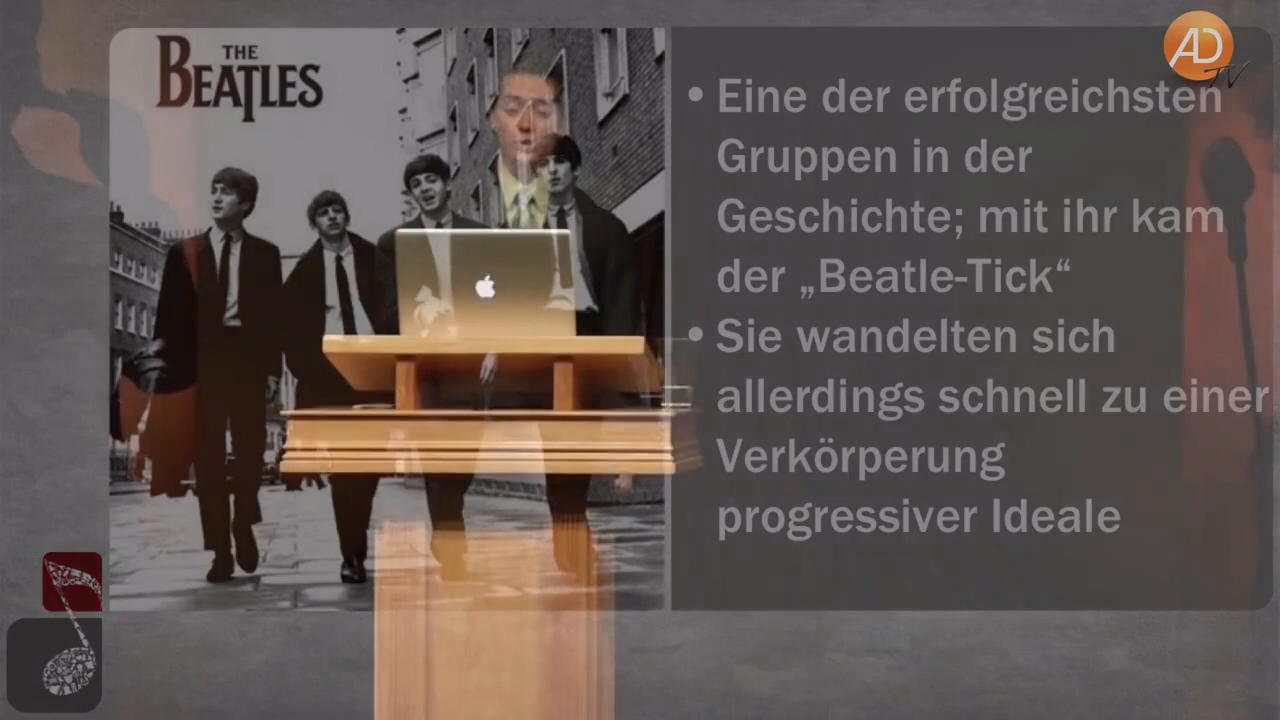 THE
BEATLES
AD
TV
• Eine der erfolgreichsten
Gruppen in der
Geschichte; mit ihr kam
der „Beatle-Tick“
• Sie wandelten sich
allerdings schnell zu einer
Verkörperung
progressiver Ideale